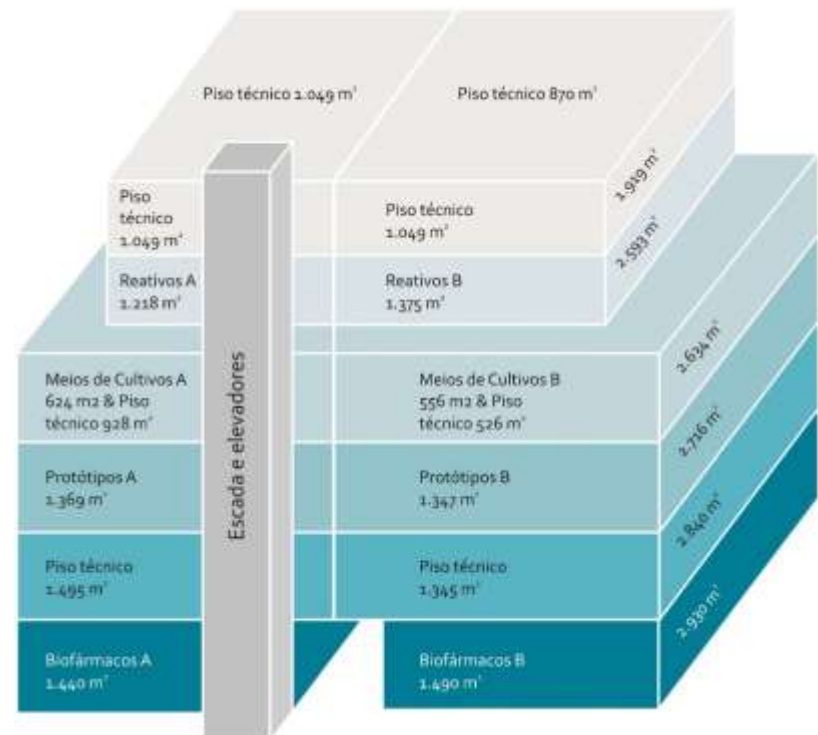 Piso técnico 1.049 m²
Piso técnico 870 m²
Piso
técnico
1.049 m²
Piso técnico
1.049 m²
1.919 m²
Reativos A
1.218 m²
Reativos B
1.375 m²
2.593 m²
Escada e elevadores
Meios de Cultivos A
624 m2 & Piso
técnico 928 m²
Meios de Cultivos B
556 m2 & Piso
técnico 526 m²
2.634 m²
Protótipos A
1.369 m²
Protótipos B
1.347 m²
2.716 m²
Piso técnico
1.495 m²
Piso técnico
1.345 m²
2.840 m²
Biofármacos A
1.440 m²
Biofármacos B
1.490 m²
2.930 m²